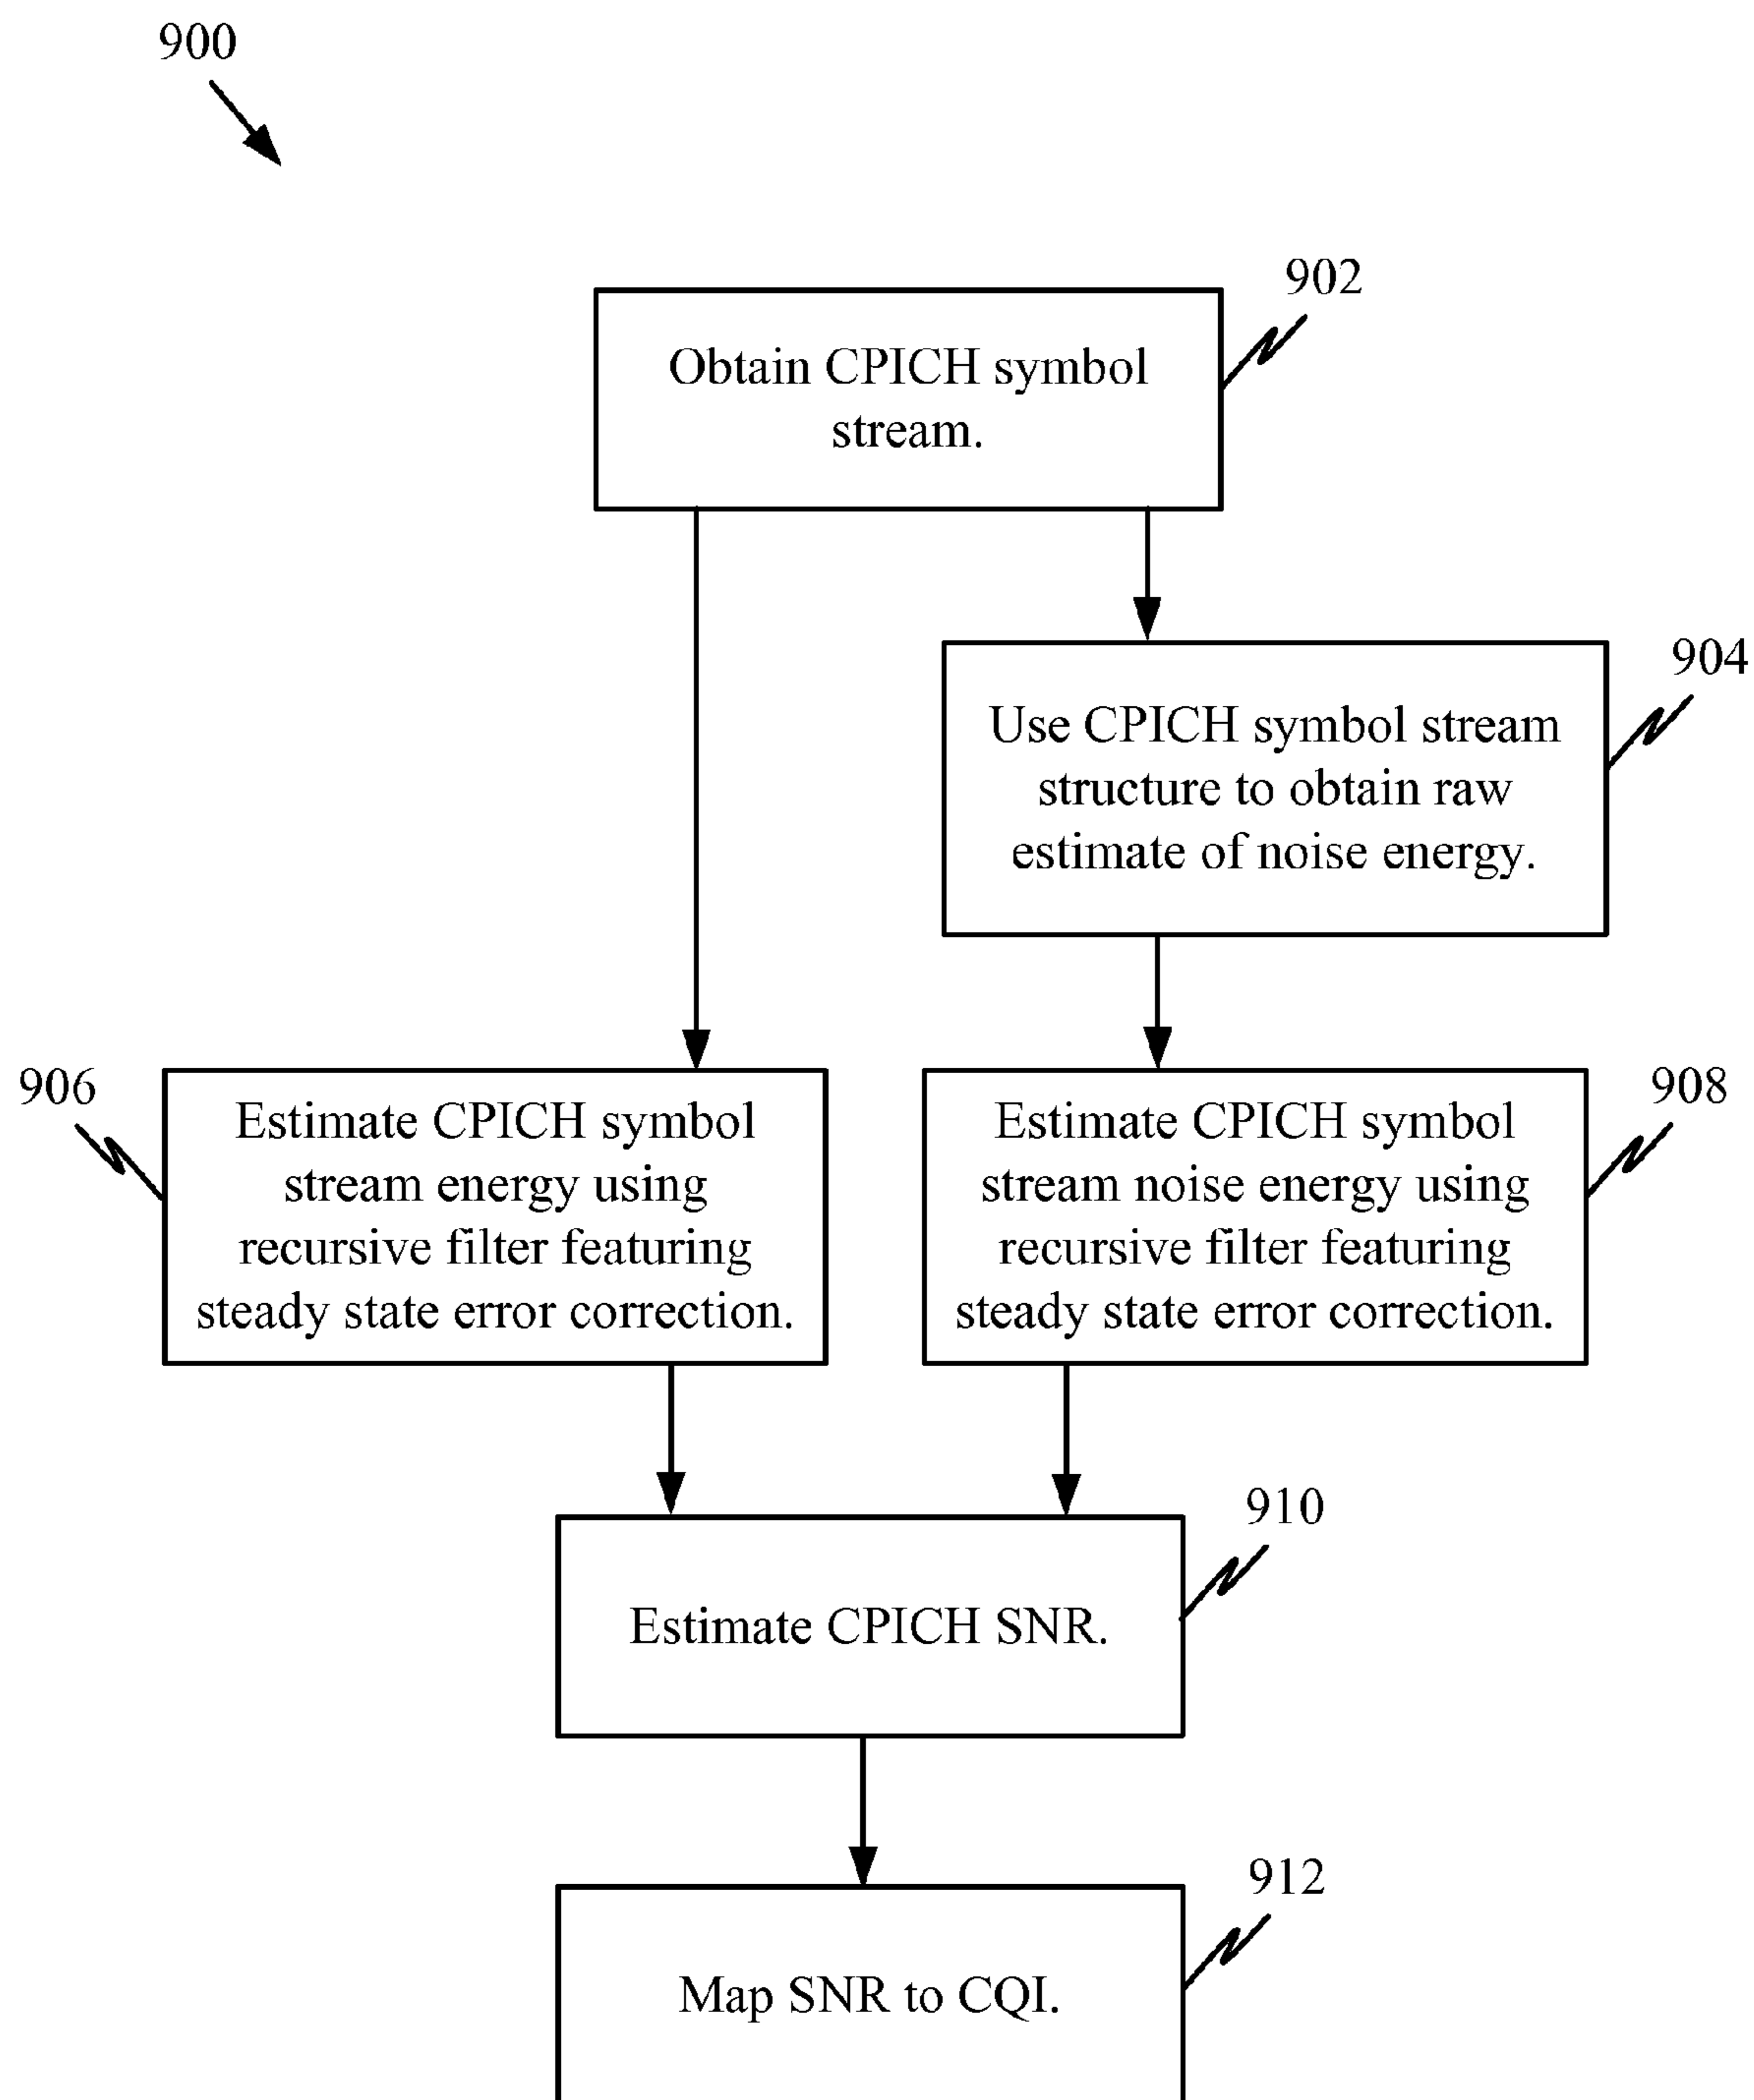 900
902
Obtain CPICH symbol
stream.
904
Use CPICH symbol stream
structure to obtain raw
estimate of noise energy.
906
Estimate CPICH symbol
stream energy using
recursive filter featuring
steady state error correction.
908
Estimate CPICH symbol
stream noise energy using
recursive filter featuring
steady state error correction.
910
Estimate CPICH SNR.
912
Map SNR to CQI.